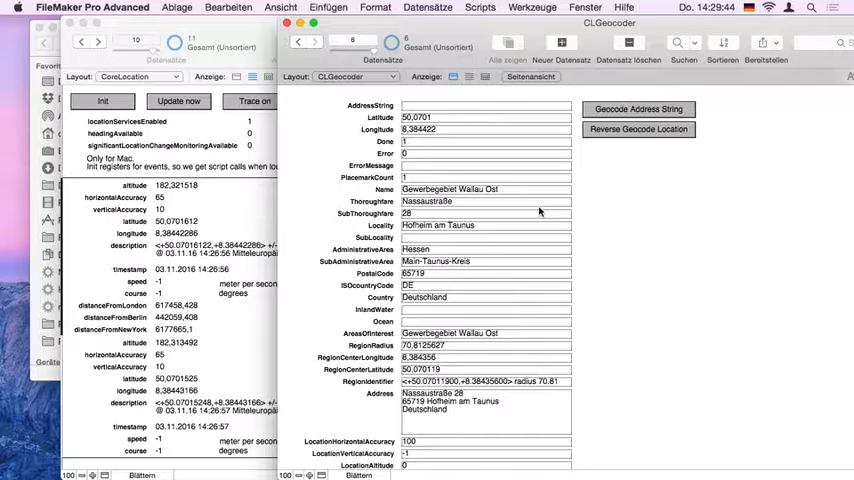 FileMaker Pro Advanced Ablage Bearbeiten Ansicht Einfügen Format Datensätze Scripts Werkzeuge Fenster Hilfe Do. 14:29:44
CLGeocoder
10
11
Gesamt (Unsortiert)
Datensätze
6
6
Gesamt (Unsortiert)
Datensätze
Alle zeigen
Neuer Datensatz
Datensatz löschen
Suchen
Sortieren
Bereitstellen
Favorit
Layout: CoreLocation Anzeige:
Layout: CLGeocoder Anzeige: Seitenansicht
Init Update now Trace on
locationServicesEnabled 1
headingAvailable 0
significantLocationChangeMonitoringAvailable 0
Only for Mac.
Init registers for events, so we get script calls when loc
altitude 182,321518
horizontalAccuracy 65
verticalAccuracy 10
latitude 50,0701612
longitude 8,38442286
description <+50.07016122,+8.38442286> +/-
@ 03.11.16 14:26:56 Mitteleuropäi
timestamp 03.11.2016 14:26:56
speed -1 meter per secon
course -1 degrees
distanceFromLondon 617458,428
distanceFromBerlin 442059,408
distanceFromNewYork 6177665,1
altitude 182,313492
horizontalAccuracy 65
verticalAccuracy 10
latitude 50,0701525
longitude 8,38443166
description <+50.07015248,+8.38443166> +/-
@ 03.11.16 14:26:57 Mitteleuropäi
timestamp 03.11.2016 14:26:57
speed -1 meter per secon
course -1 degrees
Geräte
100 Blättern
AddressString
Latitude 50,0701
Longitude 8,384422
Done 1
Error 0
ErrorMessage
PlacemarkCount 1
Name Gewerbegebiet Wallau Ost
Thoroughfare Nassaustraße
SubThoroughfare 28
Locality Hofheim am Taunus
SubLocality
AdministrativeArea Hessen
SubAdministrativeArea Main-Taunus-Kreis
PostalCode 65719
ISOcountryCode DE
Country Deutschland
InlandWater
Ocean
AreasOfInterest Gewerbegebiet Wallau Ost
RegionRadius 70,8125627
RegionCenterLongitude 8,384356
RegionCenterLatitude 50,070119
RegionIdentifier <+50.07011900,+8.38435600> radius 70.81
Address Nassaustraße 28
65719 Hofheim am Taunus
Deutschland
LocationHorizontalAccuracy 100
LocationVerticalAccuracy -1
LocationAltitude 0
Geocode Address String
Reverse Geocode Location
100 Blättern